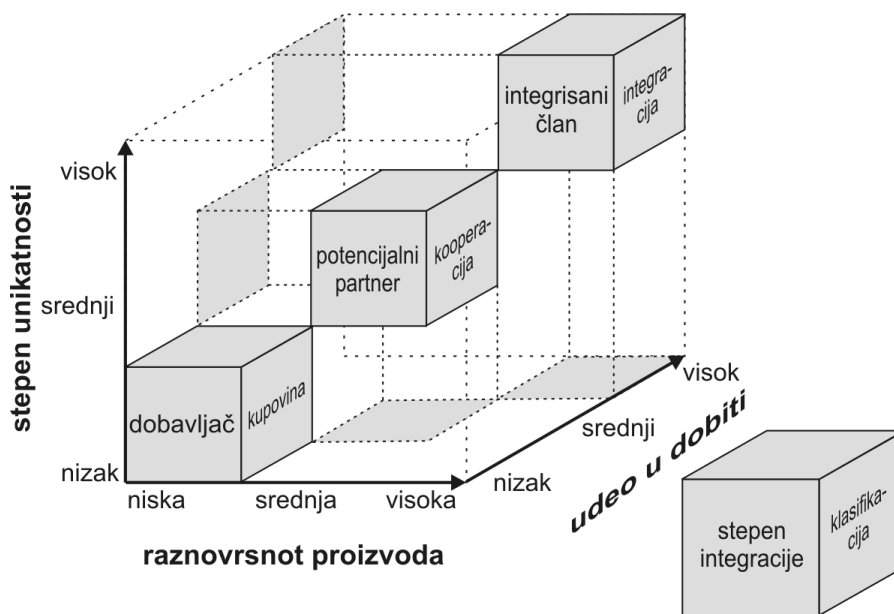 integrisani
član
integra-
cija
visok
stepen unikatnosti
potencijalni
partner
koopera-
cija
srednji
dobavljač
kupovina
nizak
niska
srednja
visoka
raznovrsnot proizvoda
nizak
srednji
visok
udeo u dobiti
stepen
integracije
klasifika-
cija